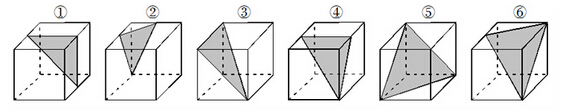 ① ② ③ ④ ⑤ ⑥